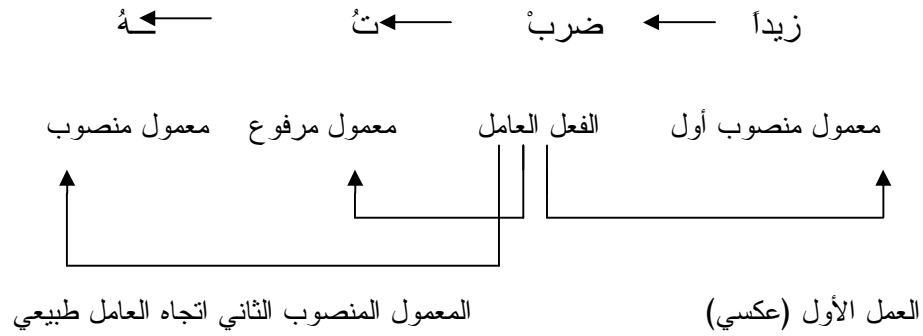 زيداً ضربْ تُ ـهُ
معمول منصوب أول الفعل العامل معمول مرفوع معمول منصوب
العمل الأول (عكسي) المعمول المنصوب الثاني اتجاه العامل طبيعي